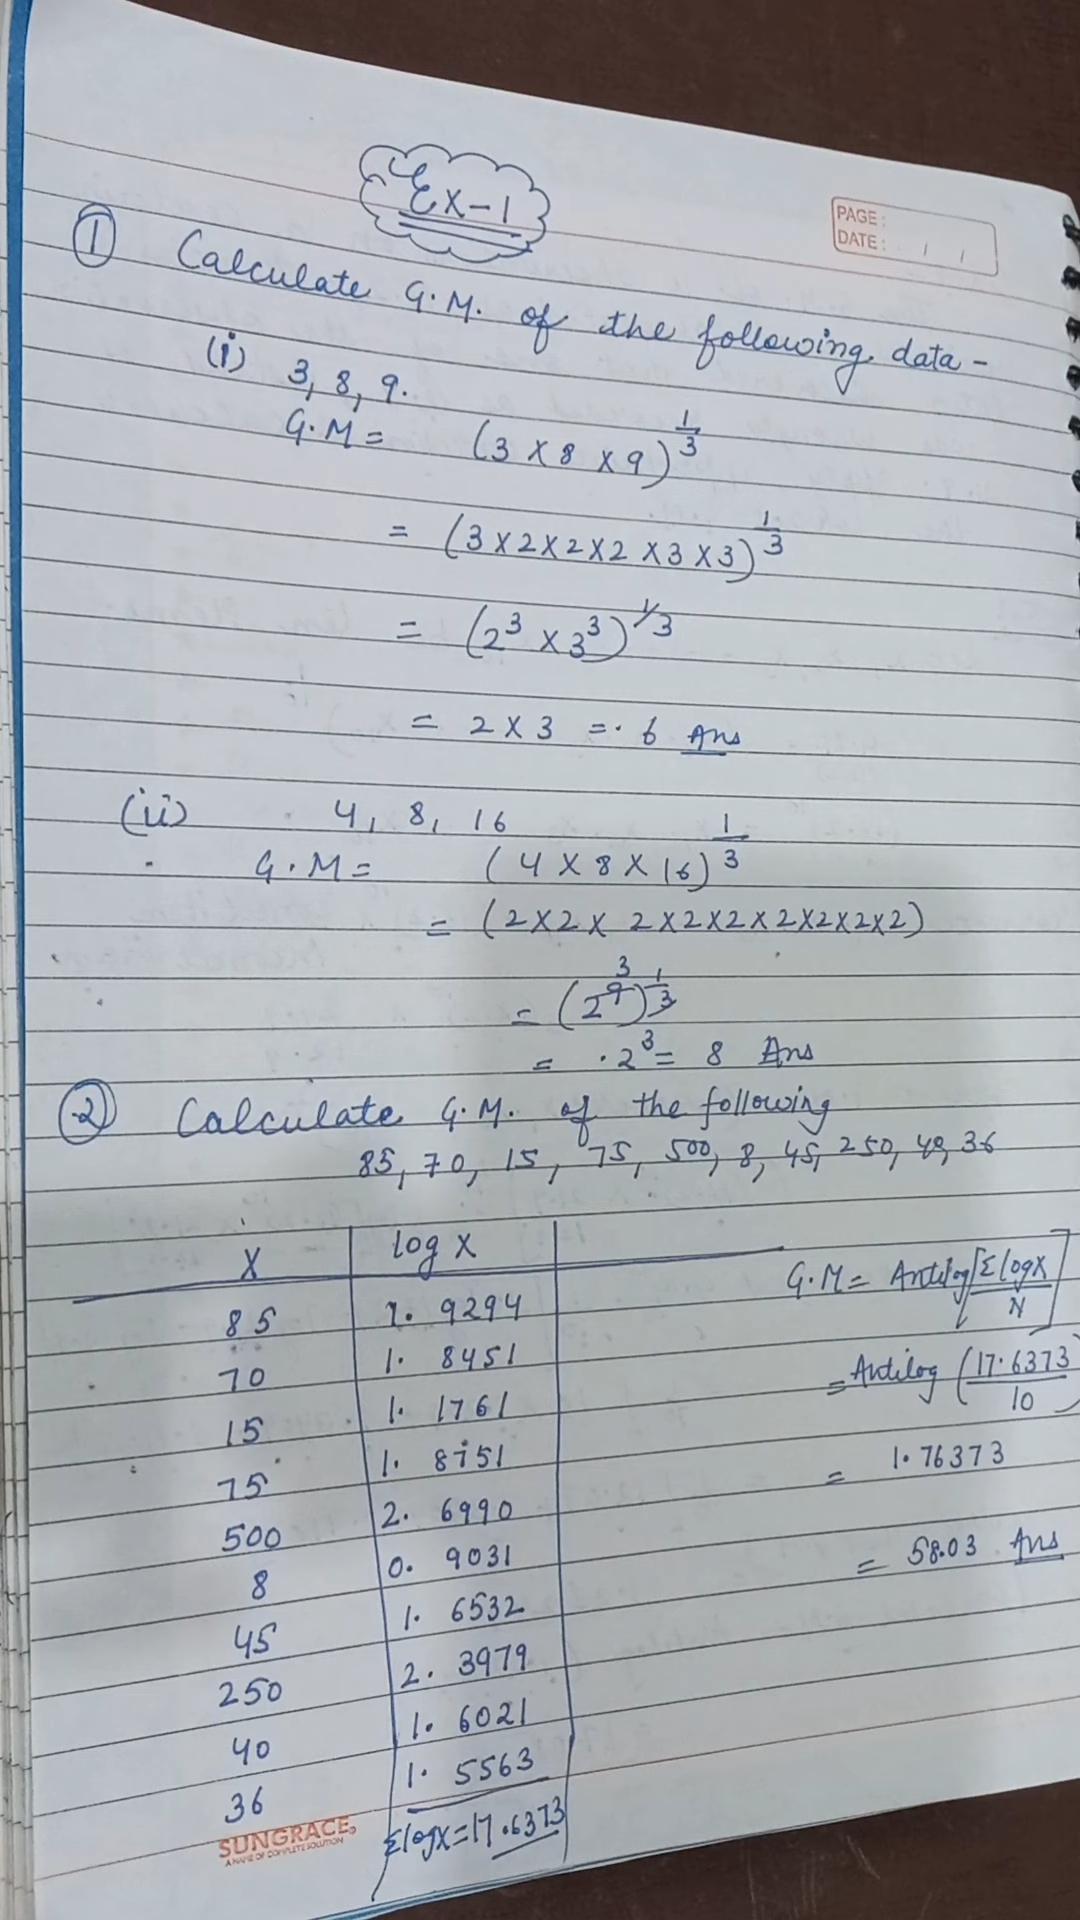 Ex-1
PAGE:
DATE: / /
① Calculate G.M. of the following data -
(i) 3, 8, 9.
G.M = (3 x 8 x 9)^1/3
= (3 x 2 x 2 x 2 x 3 x 3)^1/3
= (2^3 x 3^3)^1/3
= 2 x 3 = 6 Ans
(ii) 4, 8, 16
G.M = (4 x 8 x 16)^1/3
= (2 x 2 x 2 x 2 x 2 x 2 x 2 x 2 x 2)
= (2^9)^1/3
= 2^3 = 8 Ans
② Calculate G.M. of the following
85, 70, 15, 75, 500, 8, 45, 250, 40, 36
X log X
G.M = Antilog [Σ log X / N]
85 1. 9294
70 1. 8451
= Antilog (17.6373 / 10)
15 1. 1761
75 1. 8751
= 1.76373
500 2. 6990
8 0. 9031
= 58.03 Ans
45 1. 6532
250 2. 3979
40 1. 6021
36 1. 5563
Σ log X = 17.6373
SUNGRACE
A NAME OF COMPLETE SOLUTION